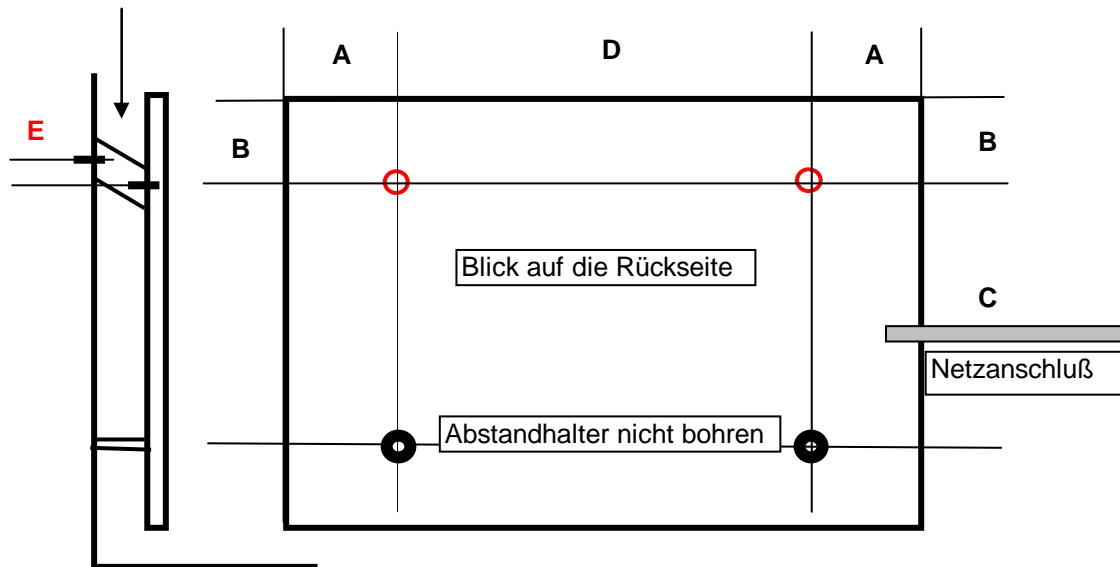 A D A
E
B B
Blick auf die Rückseite
C
Netzanschluß
Abstandhalter nicht bohren